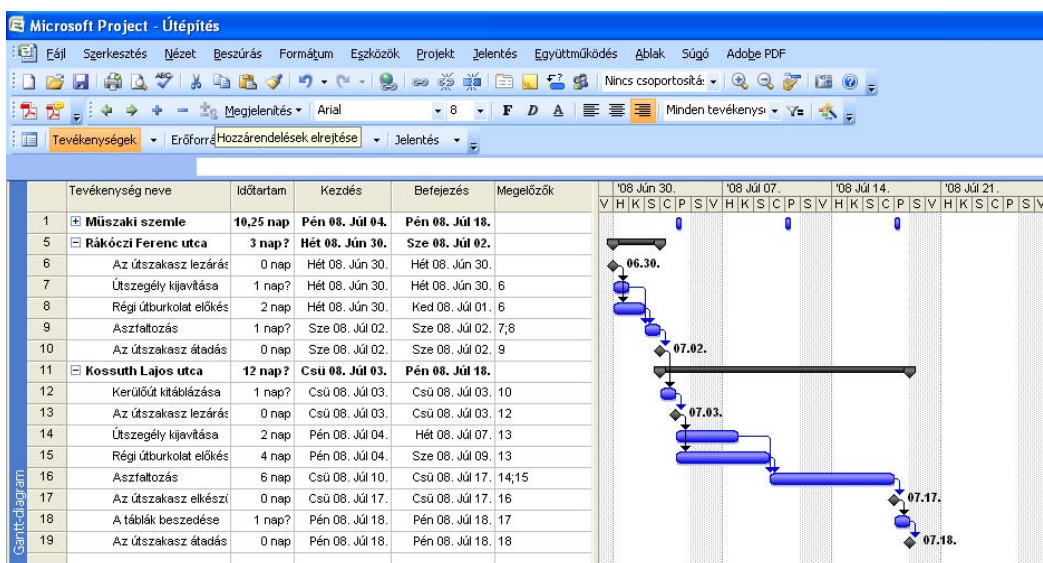 Microsoft Project - Útépítés
Fájl Szerkesztés Nézet Beszúrás Formátum Eszközök Projekt Jelentés Együttműködés Ablak Súgó Adobe PDF
Nincs csoportosítá
Megjelenítés Arial 8 F D A Minden tevékenys
Tevékenységek Erőforrá Hozzárendelések elrejtése Jelentés
Tevékenység neve Időtartam Kezdés Befejezés Megelőzők '08 Jún 30. '08 Júl 07. '08 Júl 14. '08 Júl 21.
V H K S C P S V H K S C P S V H K S C P S V H K S C P S V
1 Műszaki szemle 10,25 nap Pén 08. Júl 04. Pén 08. Júl 18.
5 Rákóczi Ferenc utca 3 nap? Hét 08. Jún 30. Sze 08. Júl 02.
6 Az útszakasz lezárás 0 nap Hét 08. Jún 30. Hét 08. Jún 30. 06.30.
7 Útszegély kijavítása 1 nap? Hét 08. Jún 30. Hét 08. Jún 30. 6
8 Régi útburkolat előkés 2 nap Hét 08. Jún 30. Ked 08. Júl 01. 6
9 Aszfaltozás 1 nap? Sze 08. Júl 02. Sze 08. Júl 02. 7;8
10 Az útszakasz átadás 0 nap Sze 08. Júl 02. Sze 08. Júl 02. 9 07.02.
11 Kossuth Lajos utca 12 nap? Csü 08. Júl 03. Pén 08. Júl 18.
12 Kerülőút kitáblázása 1 nap? Csü 08. Júl 03. Csü 08. Júl 03. 10
13 Az útszakasz lezárás 0 nap Csü 08. Júl 03. Csü 08. Júl 03. 12 07.03.
14 Útszegély kijavítása 2 nap Pén 08. Júl 04. Hét 08. Júl 07. 13
15 Régi útburkolat előkés 4 nap Pén 08. Júl 04. Sze 08. Júl 09. 13
16 Aszfaltozás 6 nap Csü 08. Júl 10. Csü 08. Júl 17. 14;15
17 Az útszakasz elkészü 0 nap Csü 08. Júl 17. Csü 08. Júl 17. 16 07.17.
18 A táblák beszedése 1 nap? Pén 08. Júl 18. Pén 08. Júl 18. 17
19 Az útszakasz átadás 0 nap Pén 08. Júl 18. Pén 08. Júl 18. 18 07.18.
Gantt-diagram